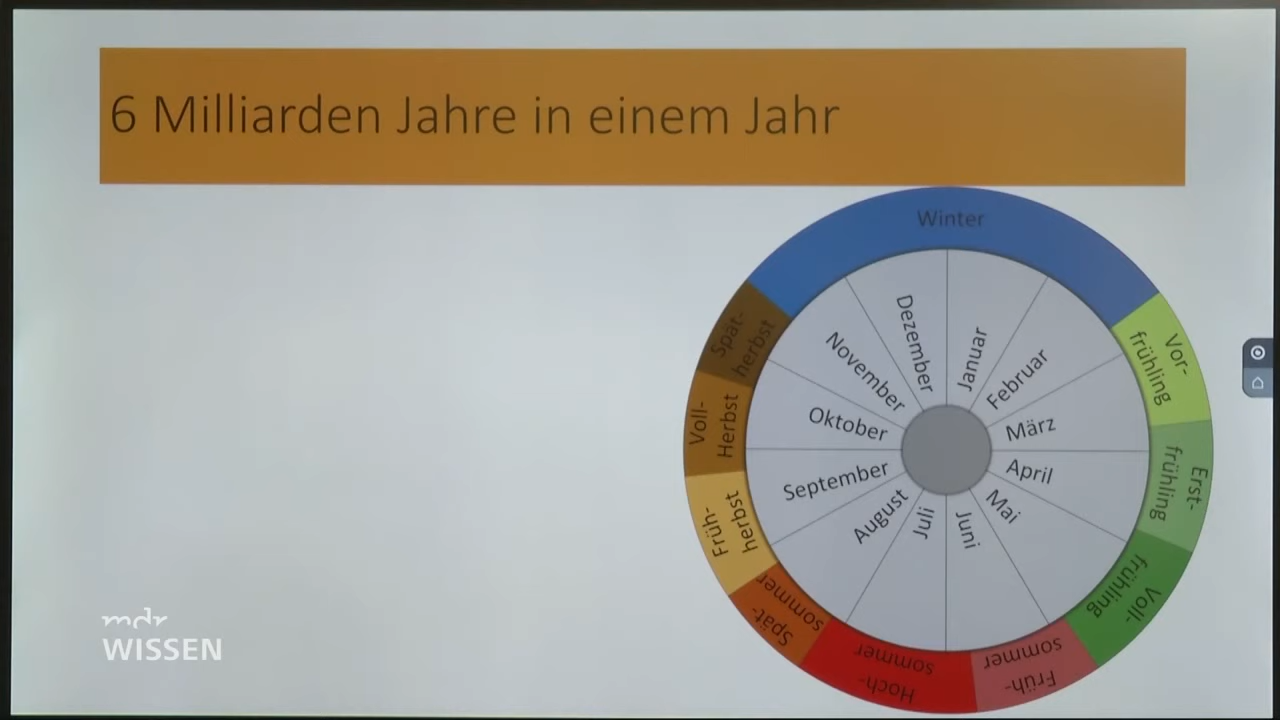 6 Milliarden Jahre in einem Jahr
Winter
Vor-
frühling
Erst-
frühling
Voll-
frühling
Früh-
sommer
Hoch-
sommer
Spät-
sommer
Früh-
herbst
Voll-
Herbst
Spät-
herbst
Januar
Februar
März
April
Mai
Juni
Juli
August
September
Oktober
November
Dezember
mdr
WISSEN